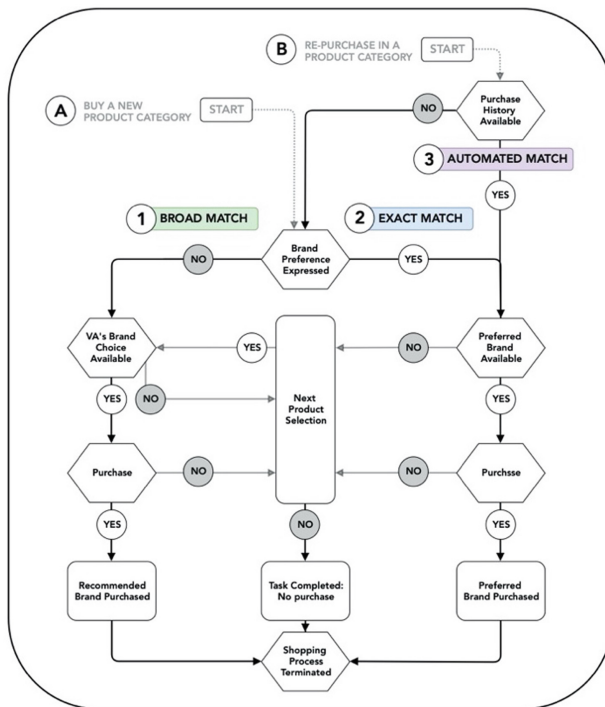 B
RE-PURCHASE IN A
PRODUCT CATEGORY
START
A
BUY A NEW
PRODUCT CATEGORY
START
NO
Purchase
History
Available
3
AUTOMATED MATCH
YES
1
BROAD MATCH
2
EXACT MATCH
NO
Brand
Preference
Expressed
YES
VA's Brand
Choice
Available
YES
NO
Preferred
Brand
Available
YES
NO
Next
Product
Selection
YES
Purchase
NO
NO
Purchsse
YES
NO
YES
Recommended
Brand Purchased
Task Completed:
No purchase
Preferred
Brand Purchased
Shopping
Process
Terminated